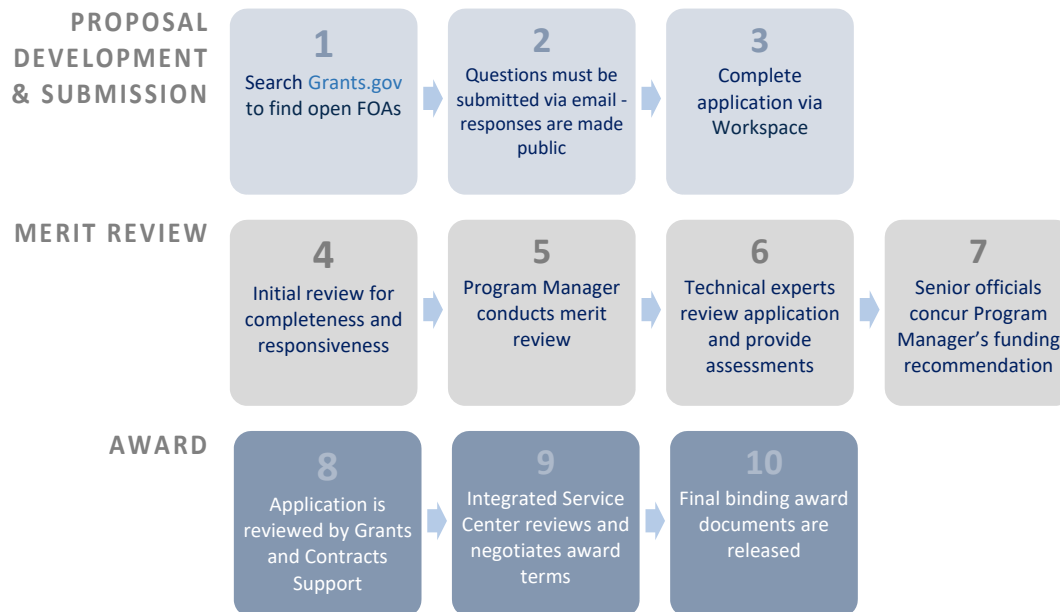 PROPOSAL
DEVELOPMENT
& SUBMISSION
1
Search Grants.gov
to find open FOAs
2
Questions must be
submitted via email -
responses are made
public
3
Complete
application via
Workspace
MERIT REVIEW
4
Initial review for
completeness and
responsiveness
5
Program Manager
conducts merit
review
6
Technical experts
review application
and provide
assessments
7
Senior officials
concur Program
Manager’s funding
recommendation
AWARD
8
Application is
reviewed by Grants
and Contracts
Support
9
Integrated Service
Center reviews and
negotiates award
terms
10
Final binding award
documents are
released